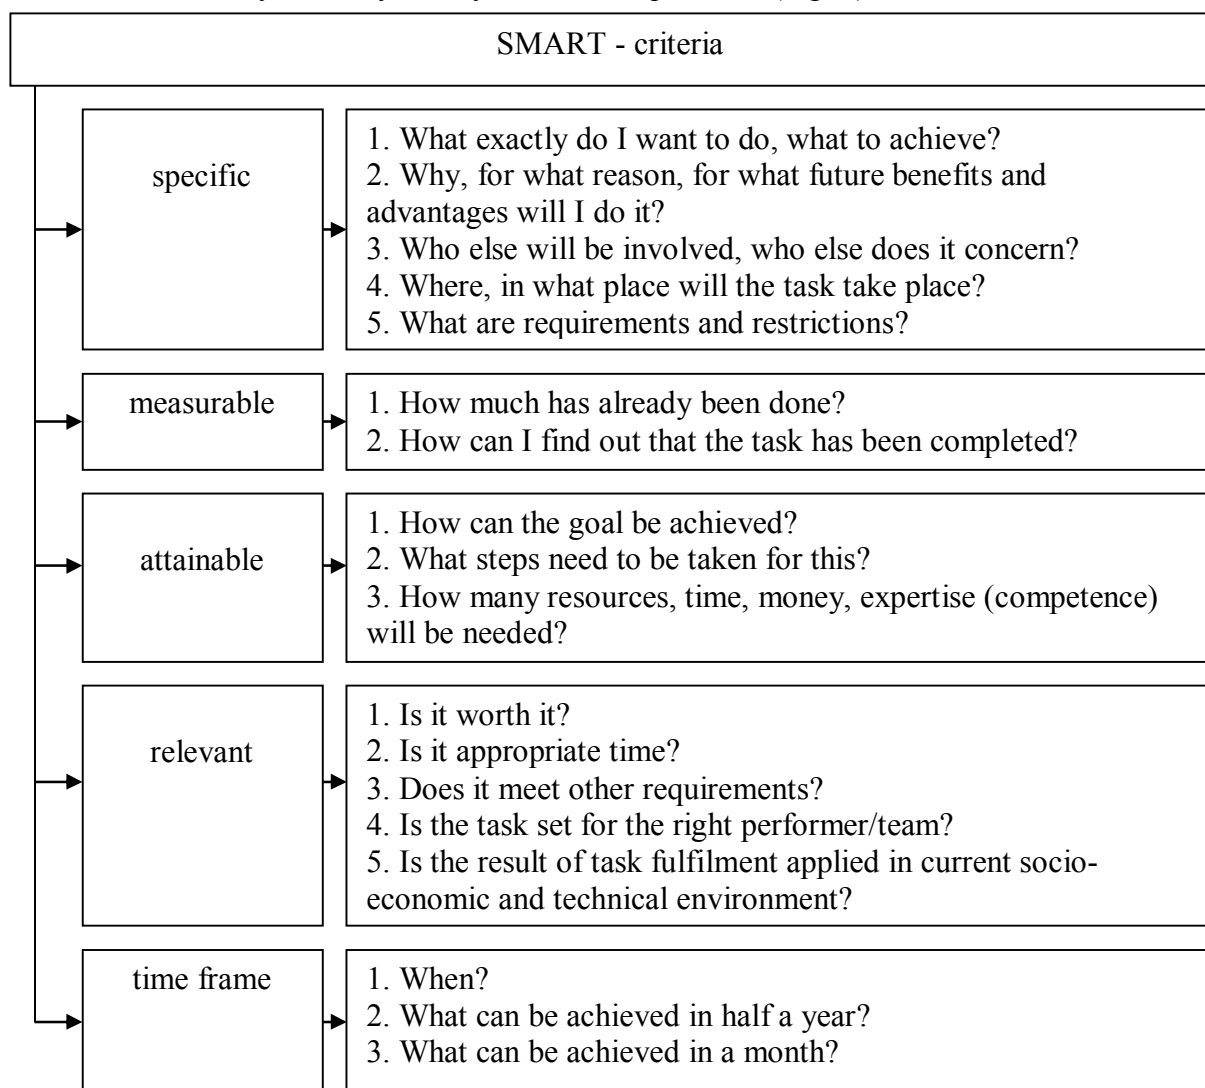 SMART - criteria
specific
1. What exactly do I want to do, what to achieve?
2. Why, for what reason, for what future benefits and
advantages will I do it?
3. Who else will be involved, who else does it concern?
4. Where, in what place will the task take place?
5. What are requirements and restrictions?
measurable
1. How much has already been done?
2. How can I find out that the task has been completed?
attainable
1. How can the goal be achieved?
2. What steps need to be taken for this?
3. How many resources, time, money, expertise (competence)
will be needed?
relevant
1. Is it worth it?
2. Is it appropriate time?
3. Does it meet other requirements?
4. Is the task set for the right performer/team?
5. Is the result of task fulfilment applied in current socio-
economic and technical environment?
time frame
1. When?
2. What can be achieved in half a year?
3. What can be achieved in a month?